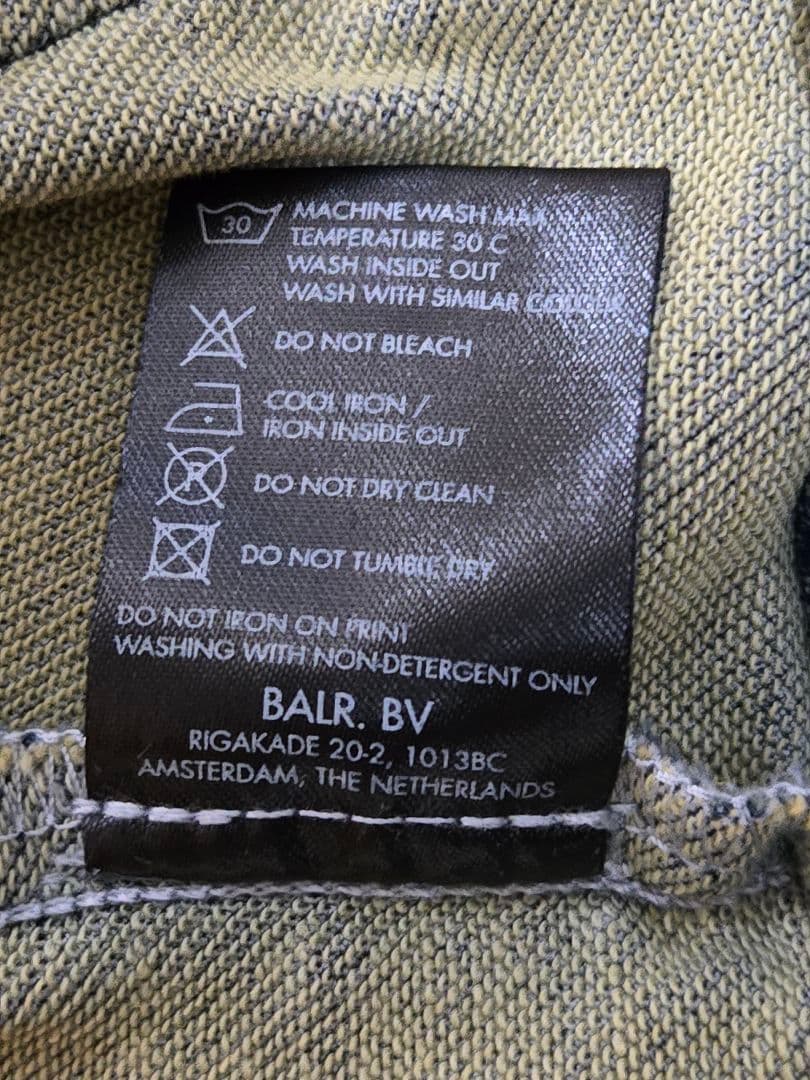 30
MACHINE WASH MAX
TEMPERATURE 30 C
WASH INSIDE OUT
WASH WITH SIMILAR
DO NOT BLEACH
COOL IRON /
IRON INSIDE OUT
P
DO NOT DRY CLEAN
DO NOT TUMBLE DRY
DO NOT IRON ON PRINT
WASHING WITH NON-DETERGENT ONLY
BALR. BV
RIGAKADE 20-2, 1013BC
AMSTERDAM, THE NETHERLANDS